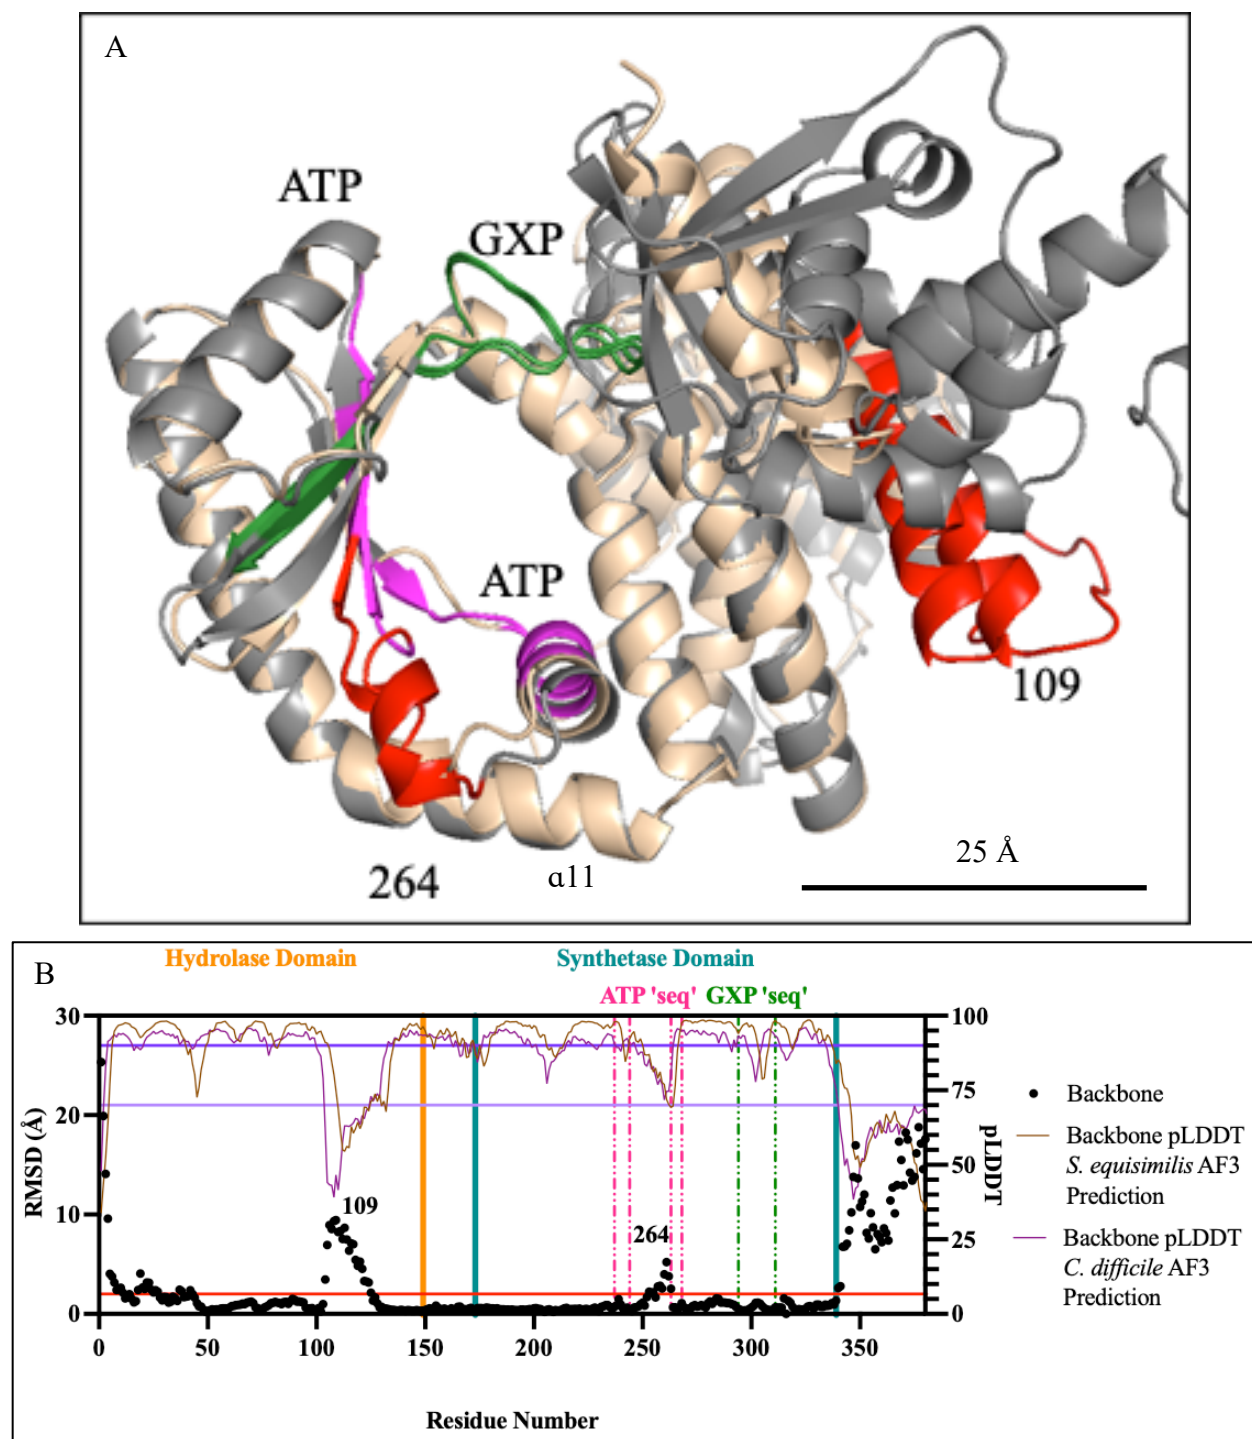 A
ATP
GXP
ATP
109
264
α11
25 Å
B
Hydrolase Domain
Synthetase Domain
ATP 'seq' GXP 'seq'
30
20
10
0
RMSD (Å)
100
75
50
25
0
pLDDT
109
264
0 50 100 150 200 250 300 350
Residue Number
Backbone
Backbone pLDDT
S. equisimilis AF3
Prediction
Backbone pLDDT
C. difficile AF3
Prediction